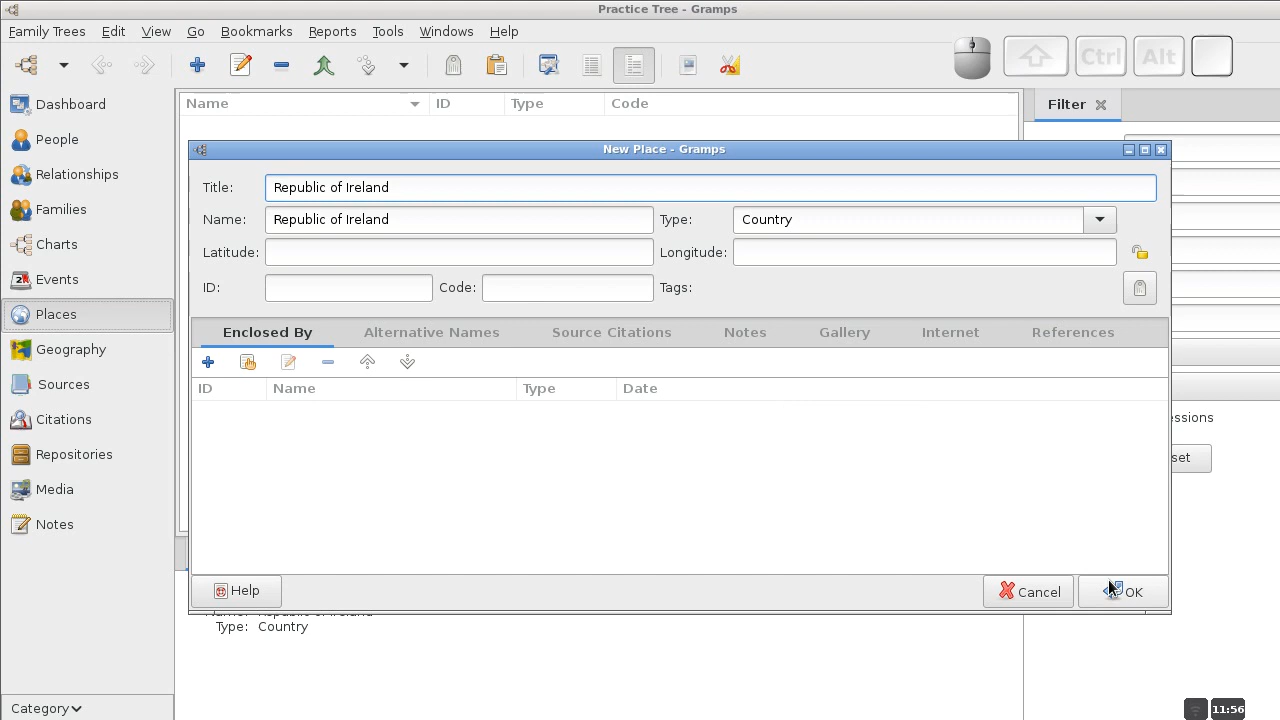 Practice Tree - Gramps
Family Trees Edit View Go Bookmarks Reports Tools Windows Help
Ctrl Alt
Dashboard
People
Relationships
Families
Charts
Events
Places
Geography
Sources
Citations
Repositories
Media
Notes
Category
Name ID Type Code
Filter
New Place - Gramps
Title: Republic of Ireland
Name: Republic of Ireland Type: Country
Latitude: Longitude:
ID: Code: Tags:
Enclosed By Alternative Names Source Citations Notes Gallery Internet References
ID Name Type Date
Help Cancel OK
essions
set
Type: Country
11:56